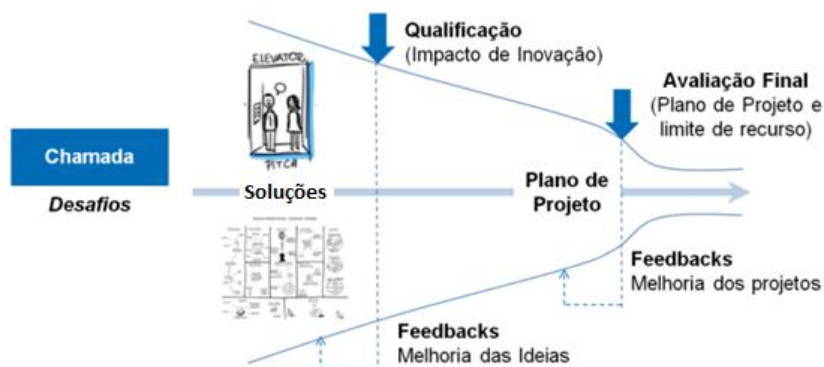 Qualificação
(Impacto de Inovação)
ELEVATOR
PITCH
Avaliação Final
(Plano de Projeto e
limite de recurso)
Chamada
Desafios
Soluções
Plano de
Projeto
Feedbacks
Melhoria dos projetos
Feedbacks
Melhoria das Ideias